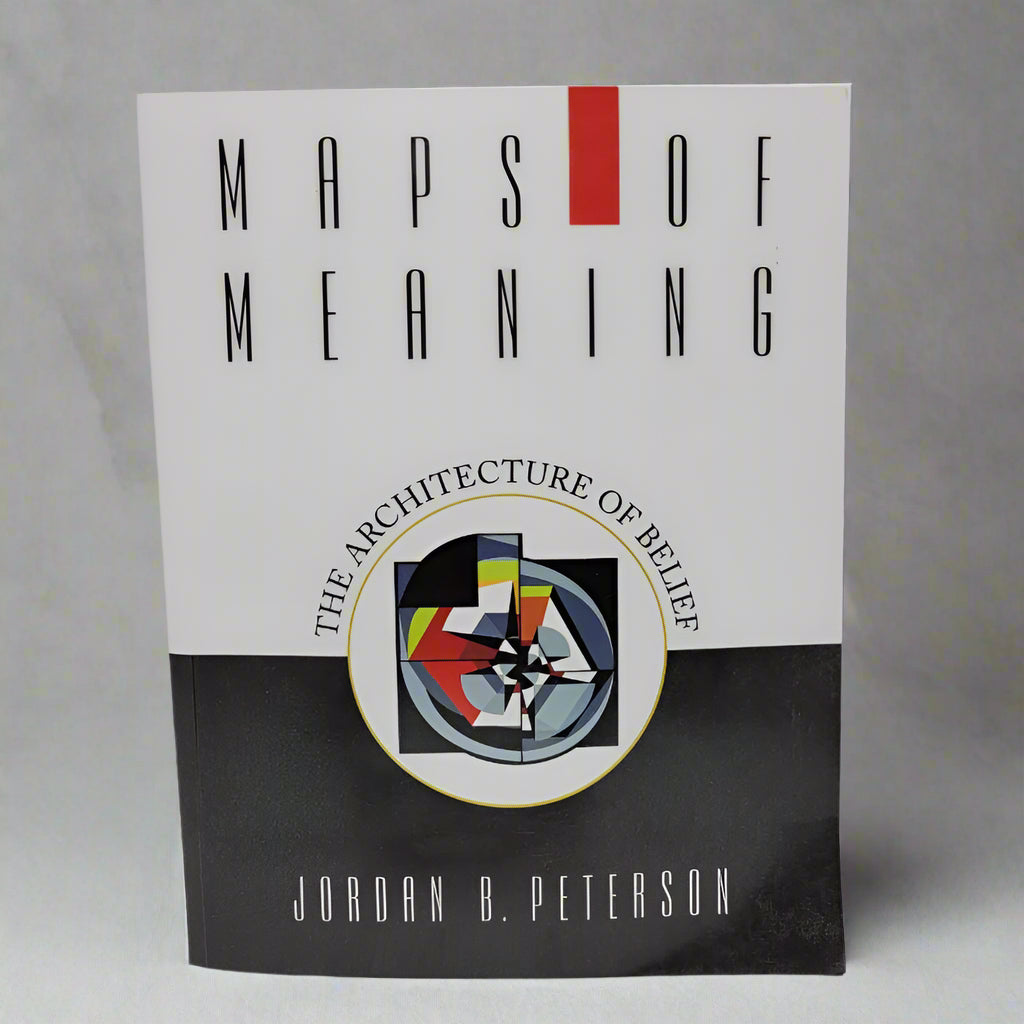 MAPS OF
MEANING
THE ARCHITECTURE OF BELIEF
JORDAN B. PETERSON